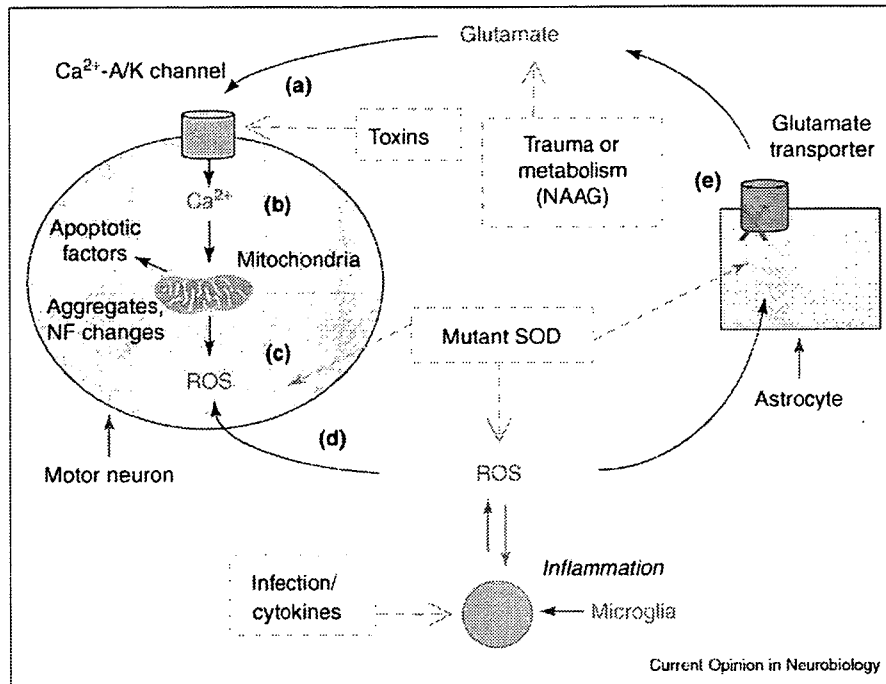 Glutamate
Ca²⁺-A/K channel
(a)
Toxins
Trauma or
metabolism
(NAAG)
Glutamate
transporter
(e)
Ca²⁺
(b)
Apoptotic
factors
Mitochondria
Aggregates,
NF changes
(c)
ROS
Mutant SOD
Astrocyte
Motor neuron
(d)
ROS
Infection/
cytokines
Inflammation
Microglia
Current Opinion in Neurobiology